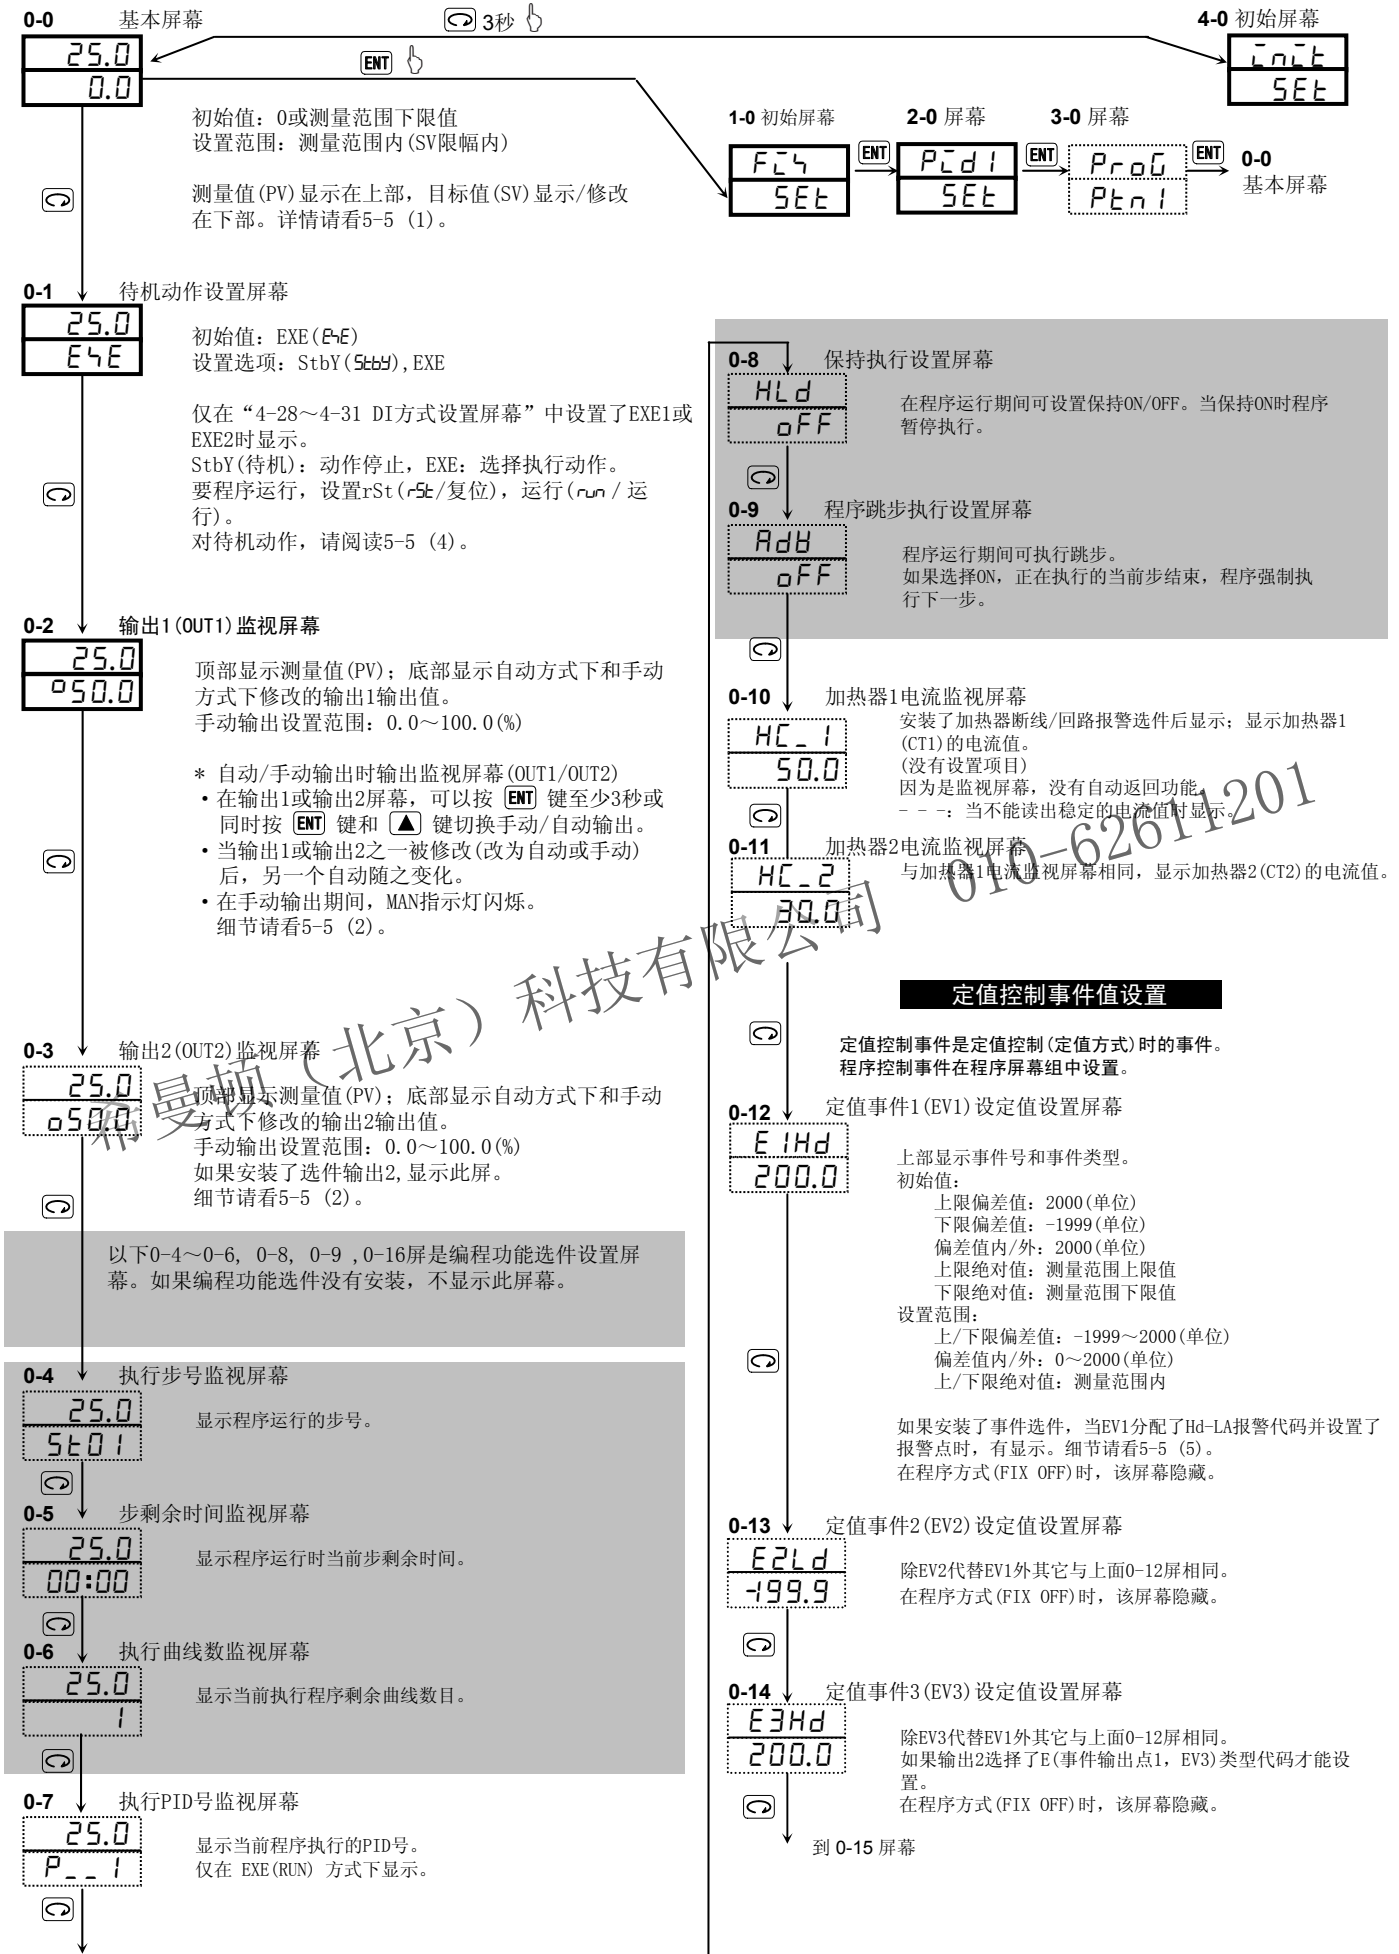 0-0 基本屏幕
3秒
4-0 初始屏幕
25.0
0.0
ENT
init
SEt
初始值：0或测量范围下限值
设置范围：测量范围内(SV限幅内)
测量值(PV)显示在上部，目标值(SV)显示/修改
在下部。详情请看5-5 (1)。
1-0 初始屏幕
2-0 屏幕
3-0 屏幕
Fix
SEt
ENT
Pid1
SEt
ENT
ProG
Ptn1
ENT
0-0
基本屏幕
0-1 待机动作设置屏幕
25.0
EXE
初始值：EXE(EXE)
设置选项：StbY(Stby),EXE
仅在“4-28～4-31 DI方式设置屏幕”中设置了EXE1或
EXE2时显示。
StbY(待机)：动作停止，EXE：选择执行动作。
要程序运行，设置rSt(rSt/复位)，运行(run / 运
行)。
对待机动作，请阅读5-5 (4)。
0-2 输出1(OUT1)监视屏幕
25.0
o50.0
顶部显示测量值(PV)；底部显示自动方式下和手动
方式下修改的输出1输出值。
手动输出设置范围：0.0～100.0(%)
* 自动/手动输出时输出监视屏幕(OUT1/OUT2)
・在输出1或输出2屏幕，可以按 ENT 键至少3秒或
同时按 ENT 键和 ▲ 键切换手动/自动输出。
・当输出1或输出2之一被修改(改为自动或手动)
后，另一个自动随之变化。
・在手动输出期间，MAN指示灯闪烁。
细节请看5-5 (2)。
0-3 输出2(OUT2)监视屏幕
25.0
o50.0
顶部显示测量值(PV)；底部显示自动方式下和手动
方式下修改的输出2输出值。
手动输出设置范围：0.0～100.0(%)
如果安装了选件输出2,显示此屏。
细节请看5-5 (2)。
以下0-4～0-6, 0-8, 0-9 ,0-16屏是编程功能选件设置屏
幕。如果编程功能选件没有安装，不显示此屏幕。
0-4 执行步号监视屏幕
25.0
St01
显示程序运行的步号。
0-5 步剩余时间监视屏幕
25.0
00:00
显示程序运行时当前步剩余时间。
0-6 执行曲线数监视屏幕
25.0
1
显示当前执行程序剩余曲线数目。
0-7 执行PID号监视屏幕
25.0
P__1
显示当前程序执行的PID号。
仅在 EXE(RUN) 方式下显示。
0-8 保持执行设置屏幕
HLd
oFF
在程序运行期间可设置保持ON/OFF。当保持ON时程序
暂停执行。
0-9 程序跳步执行设置屏幕
Adv
oFF
程序运行期间可执行跳步。
如果选择ON，正在执行的当前步结束，程序强制执
行下一步。
0-10 加热器1电流监视屏幕
HC_1
50.0
安装了加热器断线/回路报警选件后显示；显示加热器1
(CT1)的电流值。
(没有设置项目)
因为是监视屏幕，没有自动返回功能。
- - -：当不能读出稳定的电流值时显示。
0-11 加热器2电流监视屏幕
HC_2
30.0
与加热器1电流监视屏幕相同，显示加热器2(CT2)的电流值。
定值控制事件值设置
定值控制事件是定值控制(定值方式)时的事件。
程序控制事件在程序屏幕组中设置。
0-12 定值事件1(EV1)设定值设置屏幕
E1Hd
200.0
上部显示事件号和事件类型。
初始值：
上限偏差值：2000(单位)
下限偏差值：-1999(单位)
偏差值内/外：2000(单位)
上限绝对值：测量范围上限值
下限绝对值：测量范围下限值
设置范围：
上/下限偏差值：-1999～2000(单位)
偏差值内/外：0～2000(单位)
上/下限绝对值：测量范围内
如果安装了事件选件，当EV1分配了Hd-LA报警代码并设置了
报警点时，有显示。细节请看5-5 (5)。
在程序方式(FIX OFF)时，该屏幕隐藏。
0-13 定值事件2(EV2)设定值设置屏幕
E2Ld
-199.9
除EV2代替EV1外其它与上面0-12屏相同。
在程序方式(FIX OFF)时，该屏幕隐藏。
0-14 定值事件3(EV3)设定值设置屏幕
E3Hd
200.0
除EV3代替EV1外其它与上面0-12屏相同。
如果输出2选择了E(事件输出点1，EV3)类型代码才能设
置。
在程序方式(FIX OFF)时，该屏幕隐藏。
到 0-15 屏幕
希曼顿（北京）科技有限公司 010-62611201